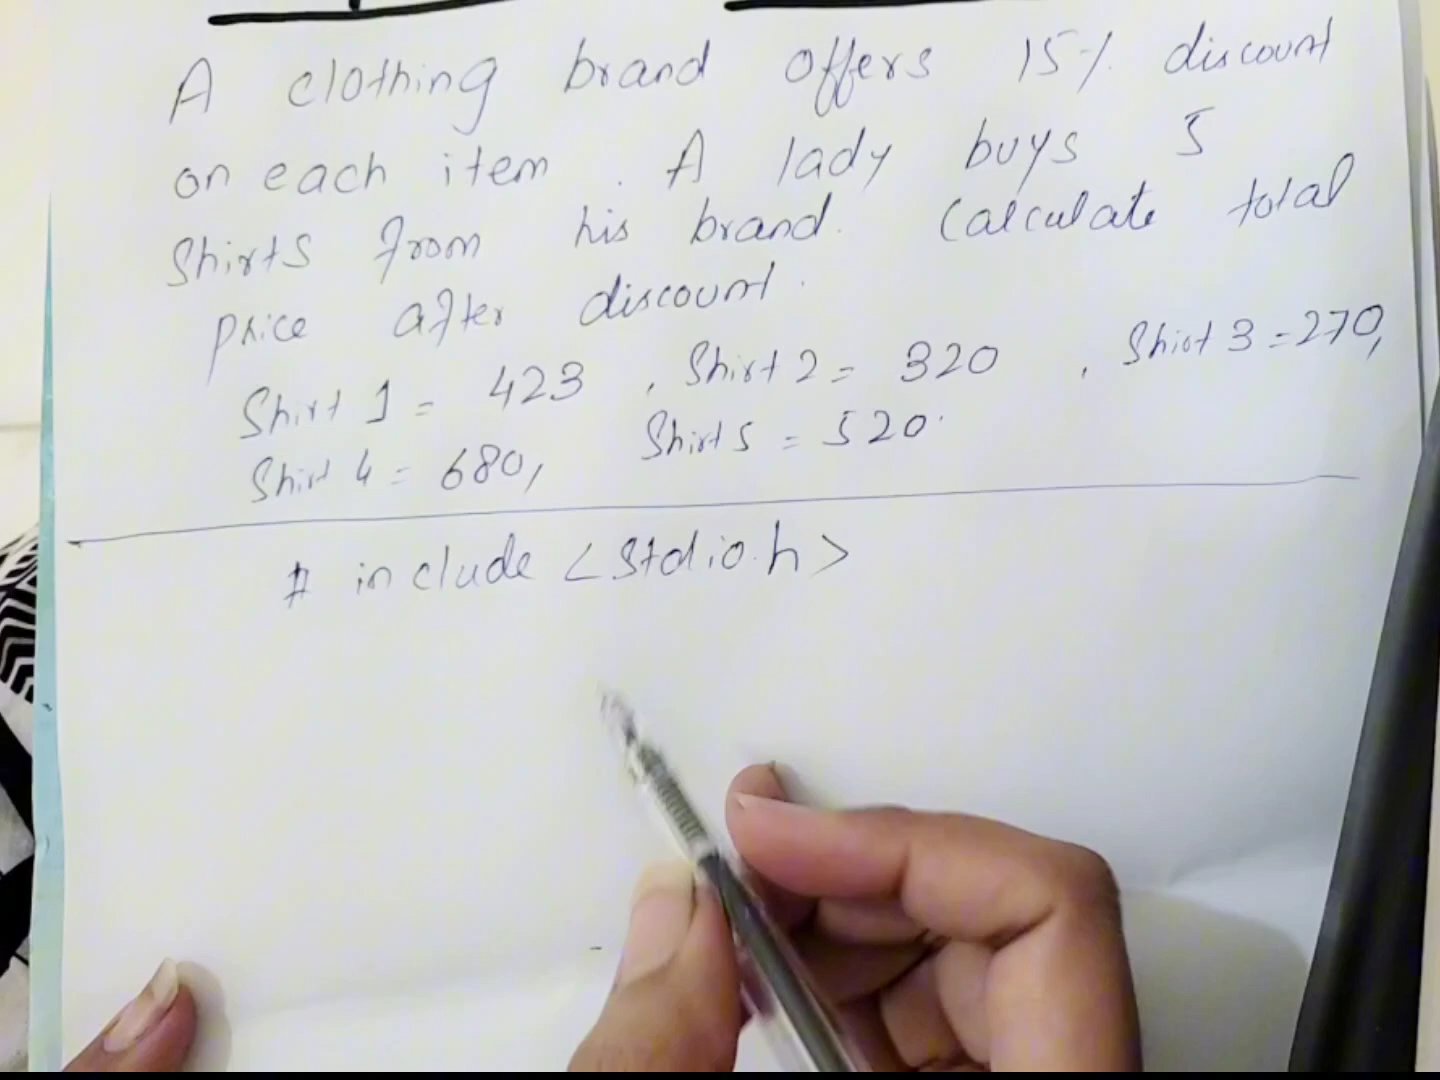 A clothing brand offers 15% discount
on each item. A lady buys 5
Shirts from his brand. Calculate total
price after discount.
Shirt 1 = 423, Shirt 2 = 320, Shirt 3 = 270,
Shirt 4 = 680, Shirt 5 = 520.
# include <Stdio.h>